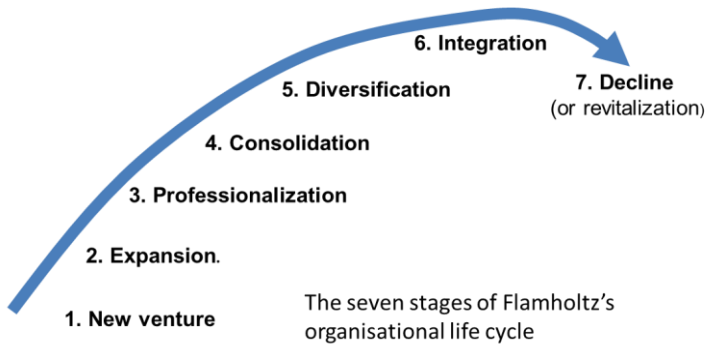 6. Integration
7. Decline
(or revitalization)
5. Diversification
4. Consolidation
3. Professionalization
2. Expansion.
1. New venture
The seven stages of Flamholtz's
organisational life cycle